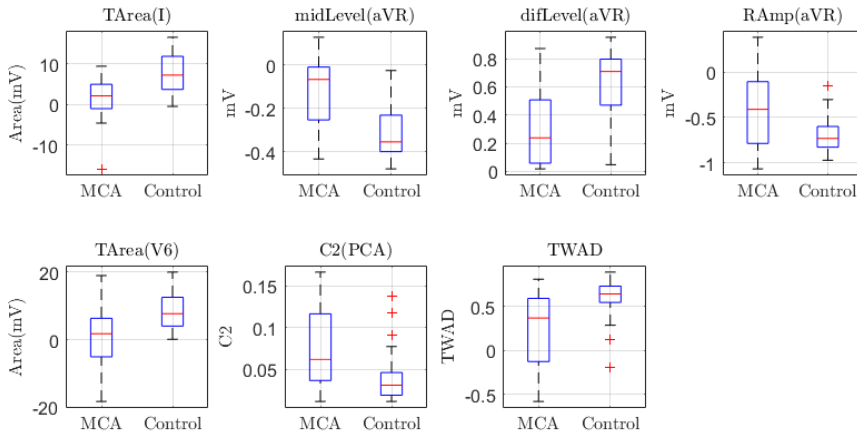 TArea(I)
midLevel(aVR)
difLevel(aVR)
RAmp(aVR)
Area(mV)
10
0
-10
MCA
Control
mV
0
-0.2
-0.4
MCA
Control
mV
0.8
0.6
0.4
0.2
0
MCA
Control
mV
0
-0.5
-1
MCA
Control
TArea(V6)
C2(PCA)
TWAD
Area(mV)
20
0
-20
MCA
Control
C2
0.15
0.1
0.05
MCA
Control
TWAD
0.5
0
-0.5
MCA
Control